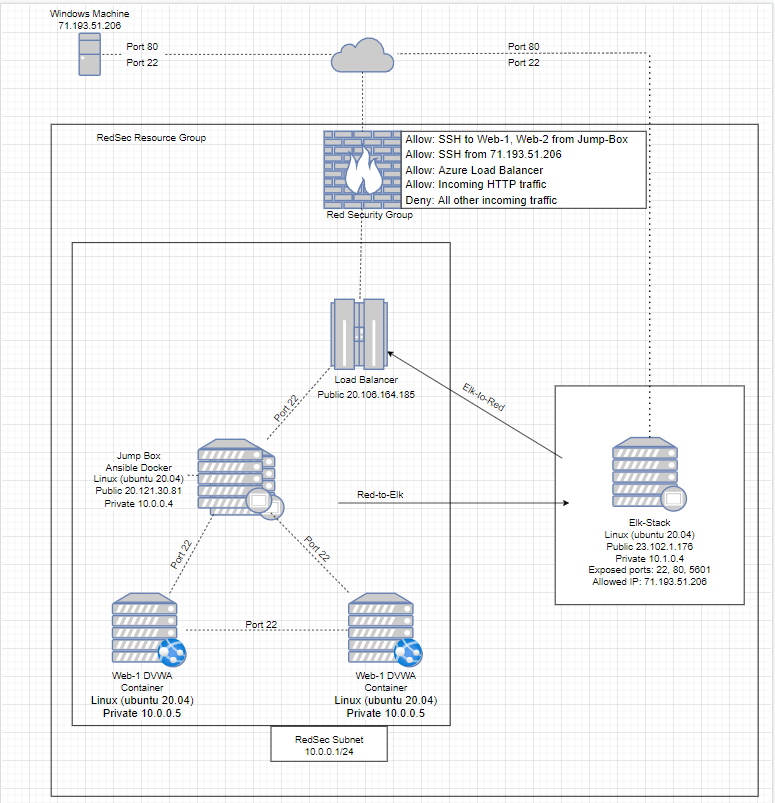 Windows Machine
71.193.51.206
Port 80
Port 22
Port 80
Port 22
RedSec Resource Group
Allow: SSH to Web-1, Web-2 from Jump-Box
Allow: SSH from 71.193.51.206
Allow: Azure Load Balancer
Allow: Incoming HTTP traffic
Deny: All other incoming traffic
Red Security Group
Load Balancer
Public 20.106.164.185
Port 22
Elk-to-Red
Jump Box
Ansible Docker
Linux (ubuntu 20.04)
Public 20.121.30.81
Private 10.0.0.4
Red-to-Elk
Elk-Stack
Linux (ubuntu 20.04)
Public 23.102.1.176
Private 10.1.0.4
Exposed ports: 22, 80, 5601
Allowed IP: 71.193.51.206
Port 22
Port 22
Port 22
Web-1 DVWA
Container
Linux (ubuntu 20.04)
Private 10.0.0.5
Web-1 DVWA
Container
Linux (ubuntu 20.04)
Private 10.0.0.5
RedSec Subnet
10.0.0.1/24